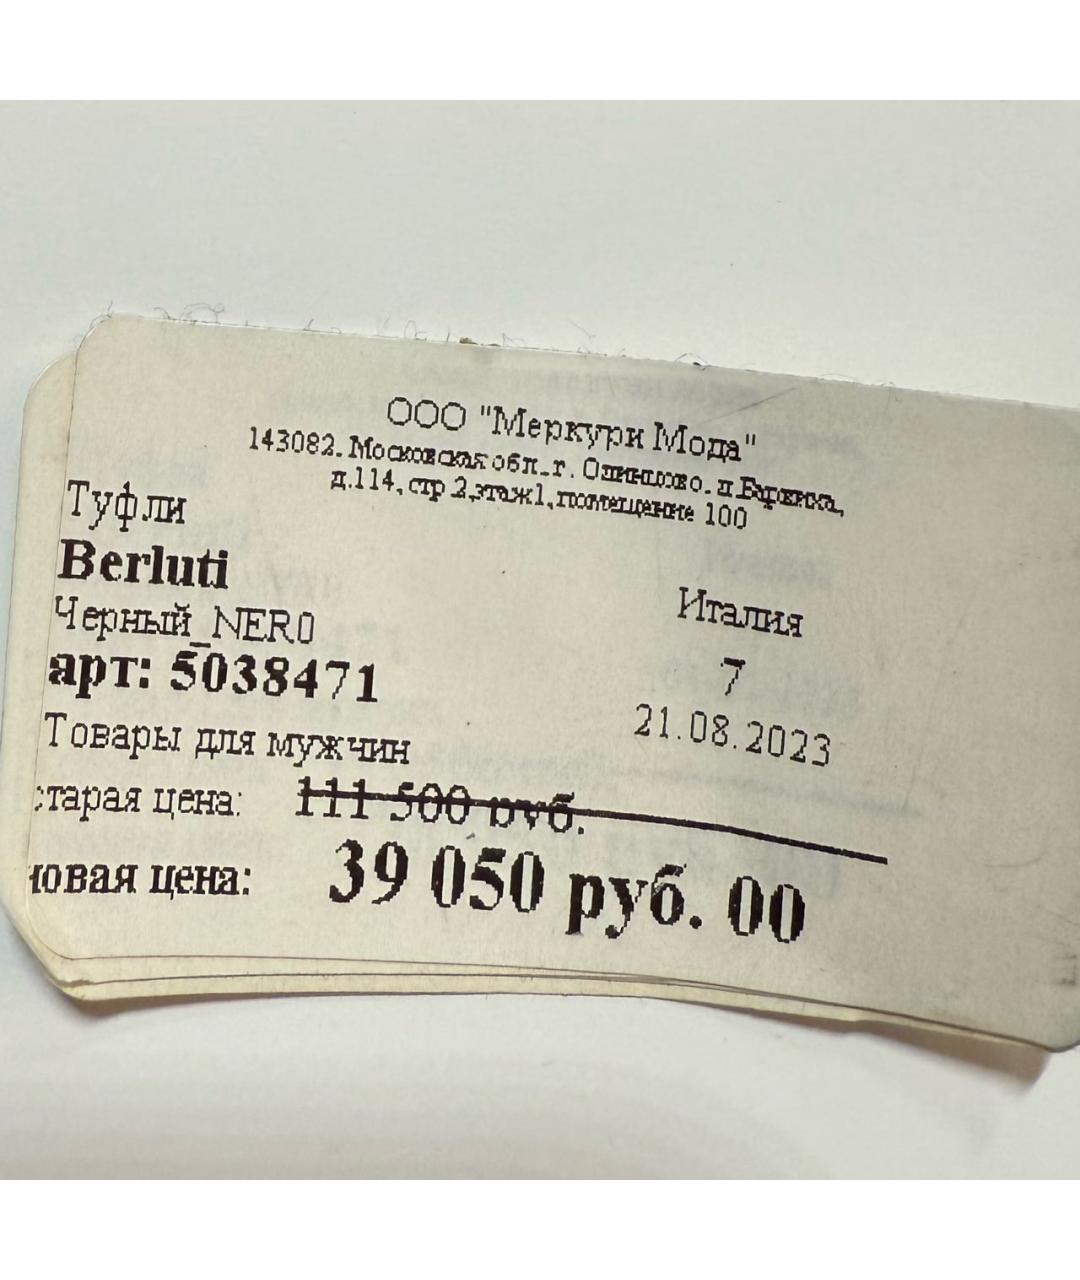 ООО "Меркури Мода"
143082. Московская обл., г. Одинцово. д Барвиха,
д.114, стр 2,этаж1, помещение 100
Туфли
Berluti
Италия
Черный_NERO
7
арт: 5038471
21.08.2023
Товары для мужчин
старая цена: 111 500 руб.
новая цена: 39 050 руб. 00